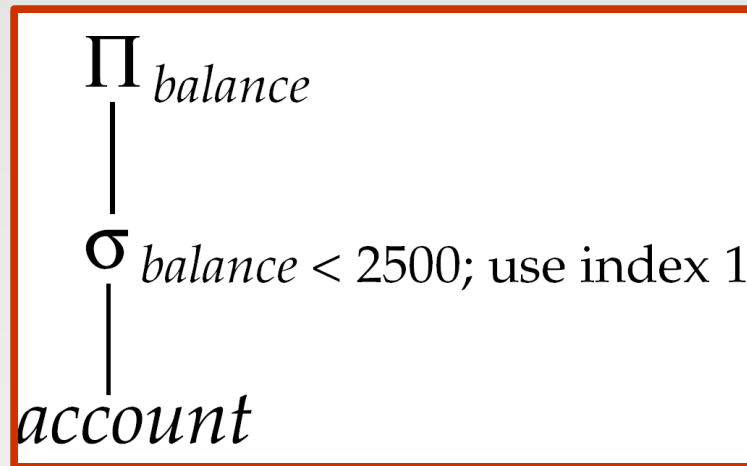 Π balance
σ balance < 2500; use index 1
account